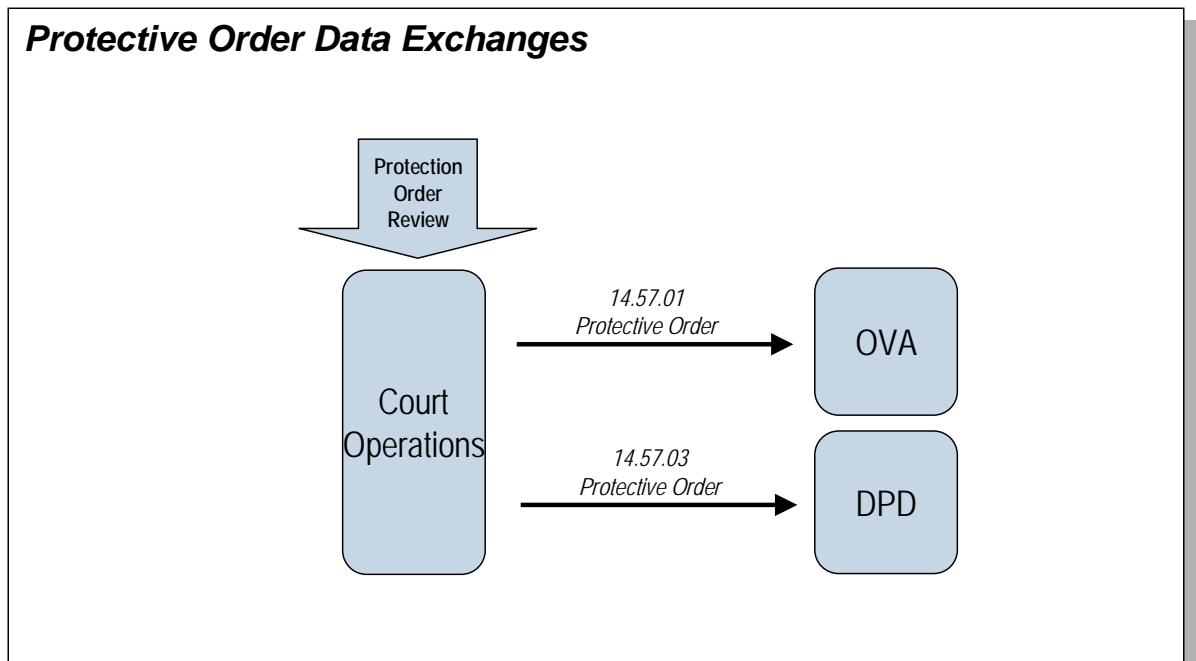 Protective Order Data Exchanges
Protection
Order
Review
14.57.01
Protective Order
OVA
Court
Operations
14.57.03
Protective Order
DPD